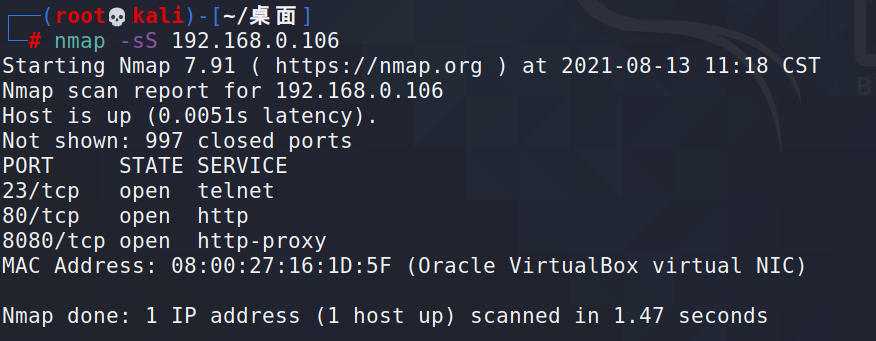 ┌──(root💀kali)-[~/桌面]
└─# nmap -sS 192.168.0.106
Starting Nmap 7.91 ( https://nmap.org ) at 2021-08-13 11:18 CST
Nmap scan report for 192.168.0.106
Host is up (0.0051s latency).
Not shown: 997 closed ports
PORT     STATE SERVICE
23/tcp   open  telnet
80/tcp   open  http
8080/tcp open  http-proxy
MAC Address: 08:00:27:16:1D:5F (Oracle VirtualBox virtual NIC)
Nmap done: 1 IP address (1 host up) scanned in 1.47 seconds